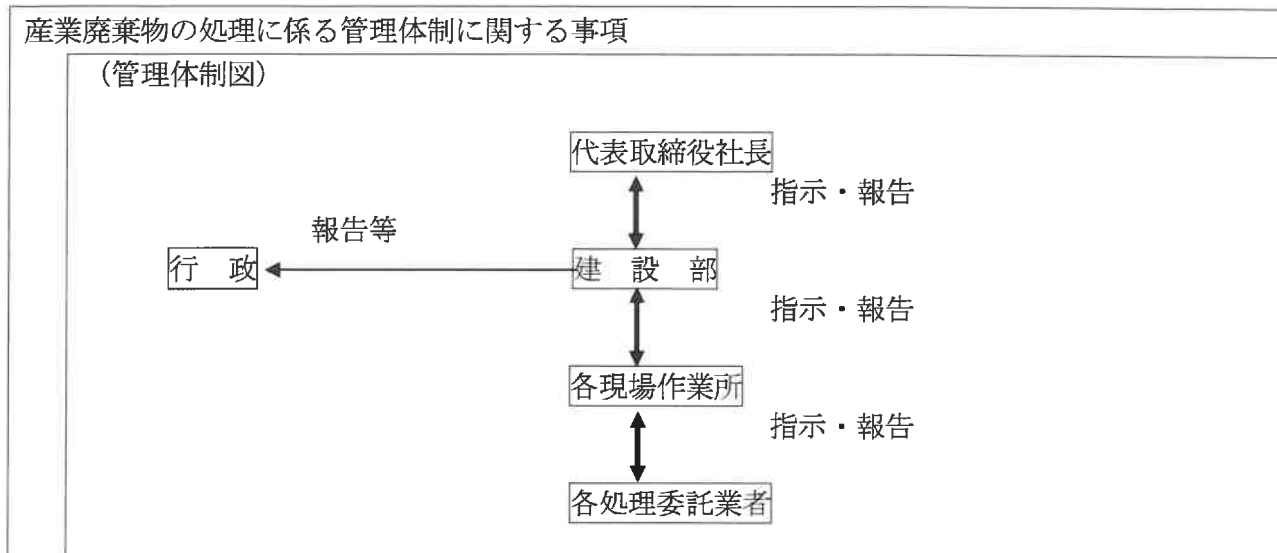 産業廃棄物の処理に係る管理体制に関する事項
（管理体制図）
代表取締役社長
指示・報告
報告等
行　政
建　設　部
指示・報告
各現場作業所
指示・報告
各処理委託業者